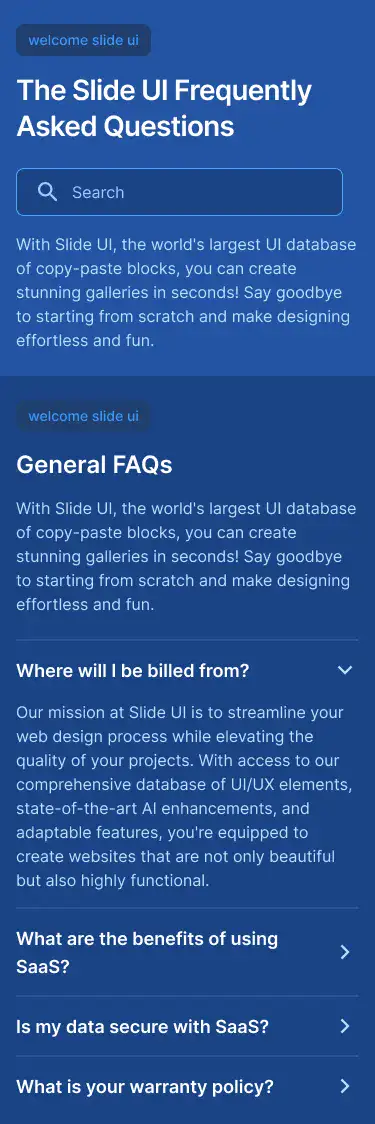 welcome slide ui
The Slide UI Frequently
Asked Questions
Search
With Slide UI, the world's largest UI database
of copy-paste blocks, you can create
stunning galleries in seconds! Say goodbye
to starting from scratch and make designing
effortless and fun.
welcome slide ui
General FAQs
With Slide UI, the world's largest UI database
of copy-paste blocks, you can create
stunning galleries in seconds! Say goodbye
to starting from scratch and make designing
effortless and fun.
Where will I be billed from?
Our mission at Slide UI is to streamline your
web design process while elevating the
quality of your projects. With access to our
comprehensive database of UI/UX elements,
state-of-the-art AI enhancements, and
adaptable features, you're equipped to
create websites that are not only beautiful
but also highly functional.
What are the benefits of using
SaaS?
Is my data secure with SaaS?
What is your warranty policy?